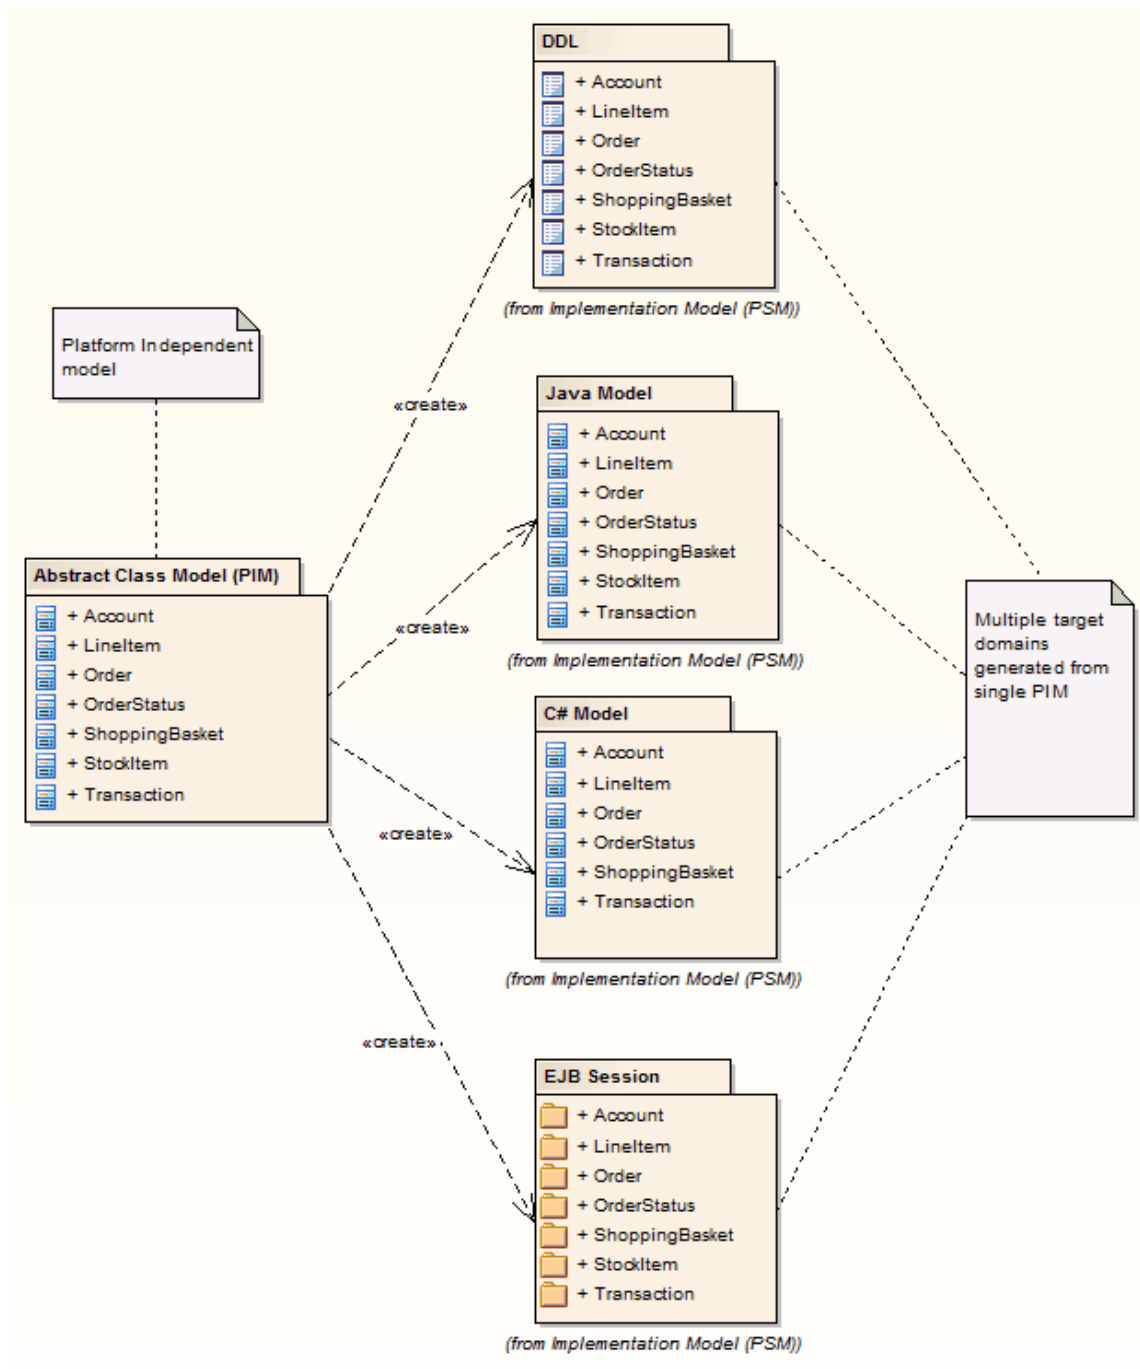 DDL
+ Account
+ LineItem
+ Order
+ OrderStatus
+ ShoppingBasket
+ StockItem
+ Transaction
(from Implementation Model (PSM))
Platform Independent
model
«create»
Java Model
+ Account
+ LineItem
+ Order
+ OrderStatus
+ ShoppingBasket
+ StockItem
+ Transaction
(from Implementation Model (PSM))
«create»
Abstract Class Model (PIM)
+ Account
+ LineItem
+ Order
+ OrderStatus
+ ShoppingBasket
+ StockItem
+ Transaction
Multiple target
domains
generated from
single PIM
C# Model
+ Account
+ LineItem
+ Order
+ OrderStatus
+ ShoppingBasket
+ Transaction
(from Implementation Model (PSM))
«create»
«create»
EJB Session
+ Account
+ LineItem
+ Order
+ OrderStatus
+ ShoppingBasket
+ StockItem
+ Transaction
(from Implementation Model (PSM))